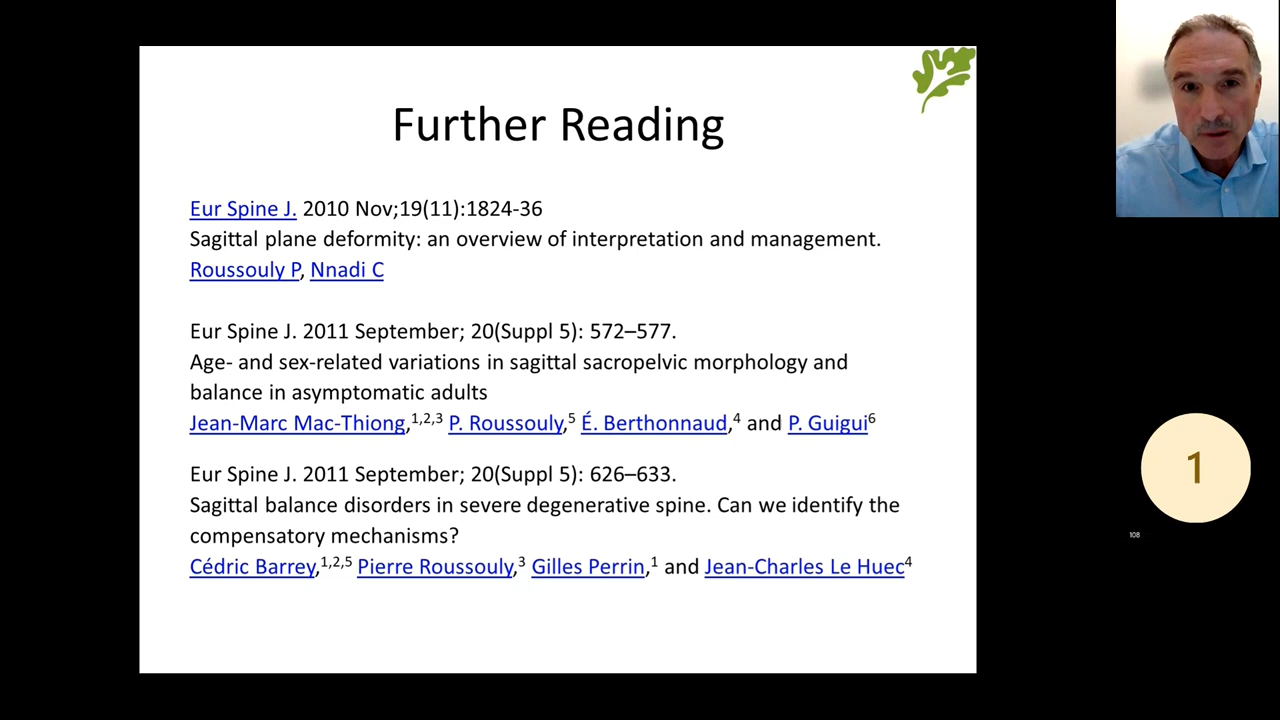 Further Reading
Eur Spine J. 2010 Nov;19(11):1824-36
Sagittal plane deformity: an overview of interpretation and management.
Roussouly P, Nnadi C
Eur Spine J. 2011 September; 20(Suppl 5): 572–577.
Age- and sex-related variations in sagittal sacropelvic morphology and
balance in asymptomatic adults
Jean-Marc Mac-Thiong,1,2,3 P. Roussouly,5 É. Berthonnaud,4 and P. Guigui6
Eur Spine J. 2011 September; 20(Suppl 5): 626–633.
Sagittal balance disorders in severe degenerative spine. Can we identify the
compensatory mechanisms?
Cédric Barrey,1,2,5 Pierre Roussouly,3 Gilles Perrin,1 and Jean-Charles Le Huec4
1
108